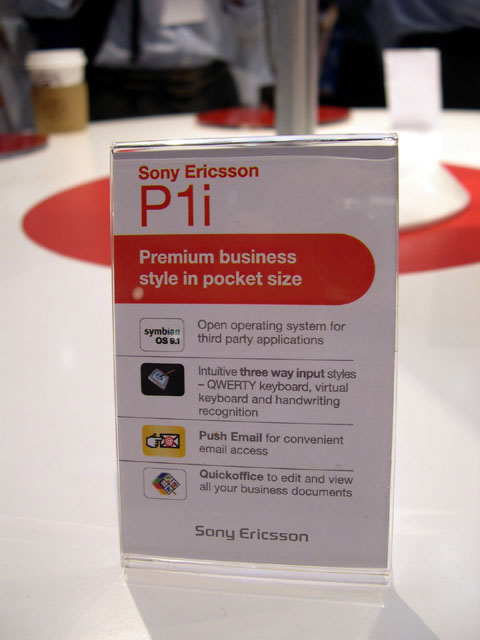 Sony Ericsson
P1i
Premium business
style in pocket size
symbian
OS 9.1
Open operating system for
third party applications
Intuitive three way input styles
– QWERTY keyboard, virtual
keyboard and handwriting
recognition
Push Email for convenient
email access
Quickoffice to edit and view
all your business documents
Sony Ericsson